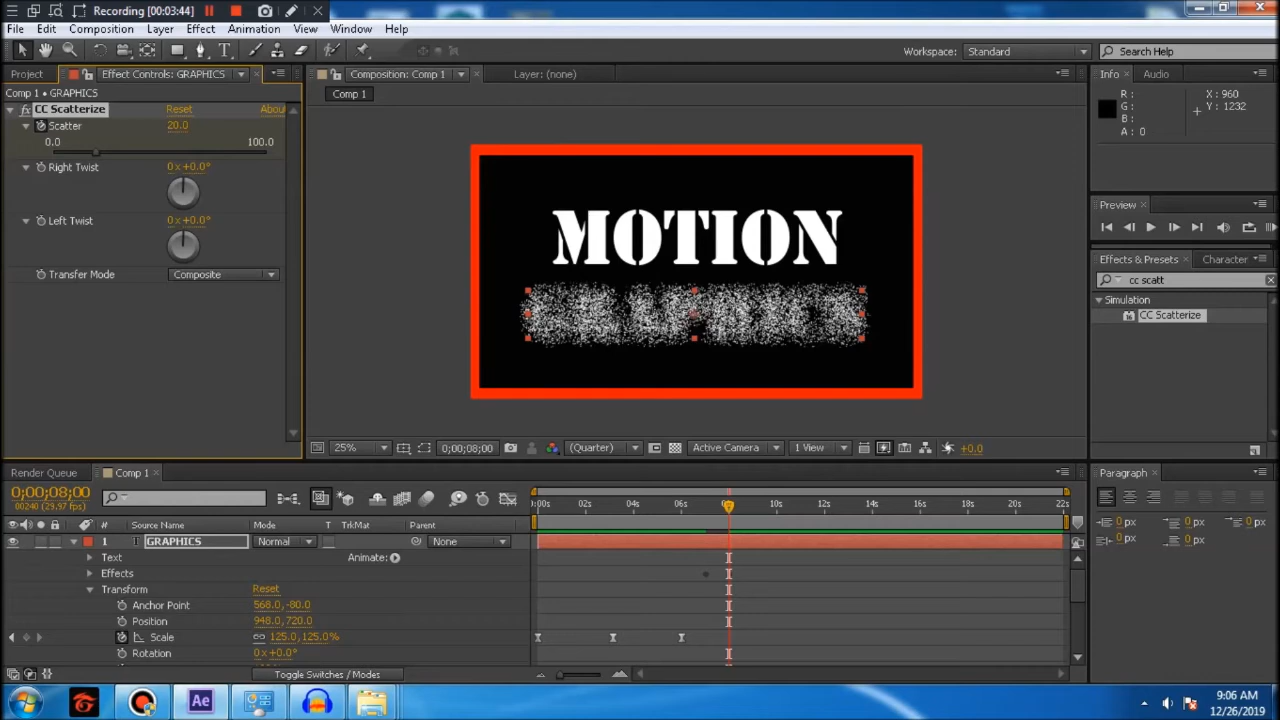 Recording [00:03:44]
File Edit Composition Layer Effect Animation View Window Help
Workspace: Standard Search Help
Project Effect Controls: GRAPHICS Composition: Comp 1 Layer: (none) Info Audio
Comp 1 • GRAPHICS Comp 1
fx CC Scatterize Reset About
Scatter 20.0
0.0 100.0
Right Twist 0x+0.0°
Left Twist 0x+0.0°
Transfer Mode Composite
MOTION
GRAPHICS
R: X: 960
G: Y: 1232
B:
A: 0
Preview
Effects & Presets Character
cc scatt
Simulation
CC Scatterize
25% 0;00;08;00 (Quarter) Active Camera 1 View +0.0
Render Queue Comp 1
0;00;08;00
00240 (29.97 fps)
:00s 02s 04s 06s 08s 10s 12s 14s 16s 18s 20s 22s
# Source Name Mode T TrkMat Parent
1 T GRAPHICS Normal None
Text Animate:
Effects
Transform Reset
Anchor Point 568.0,-80.0
Position 948.0,720.0
Scale 125.0,125.0%
Rotation 0x+0.0°
Toggle Switches / Modes
Paragraph
0 px 0 px 0 px
0 px 0 px
Ae
9:06 AM
12/26/2019